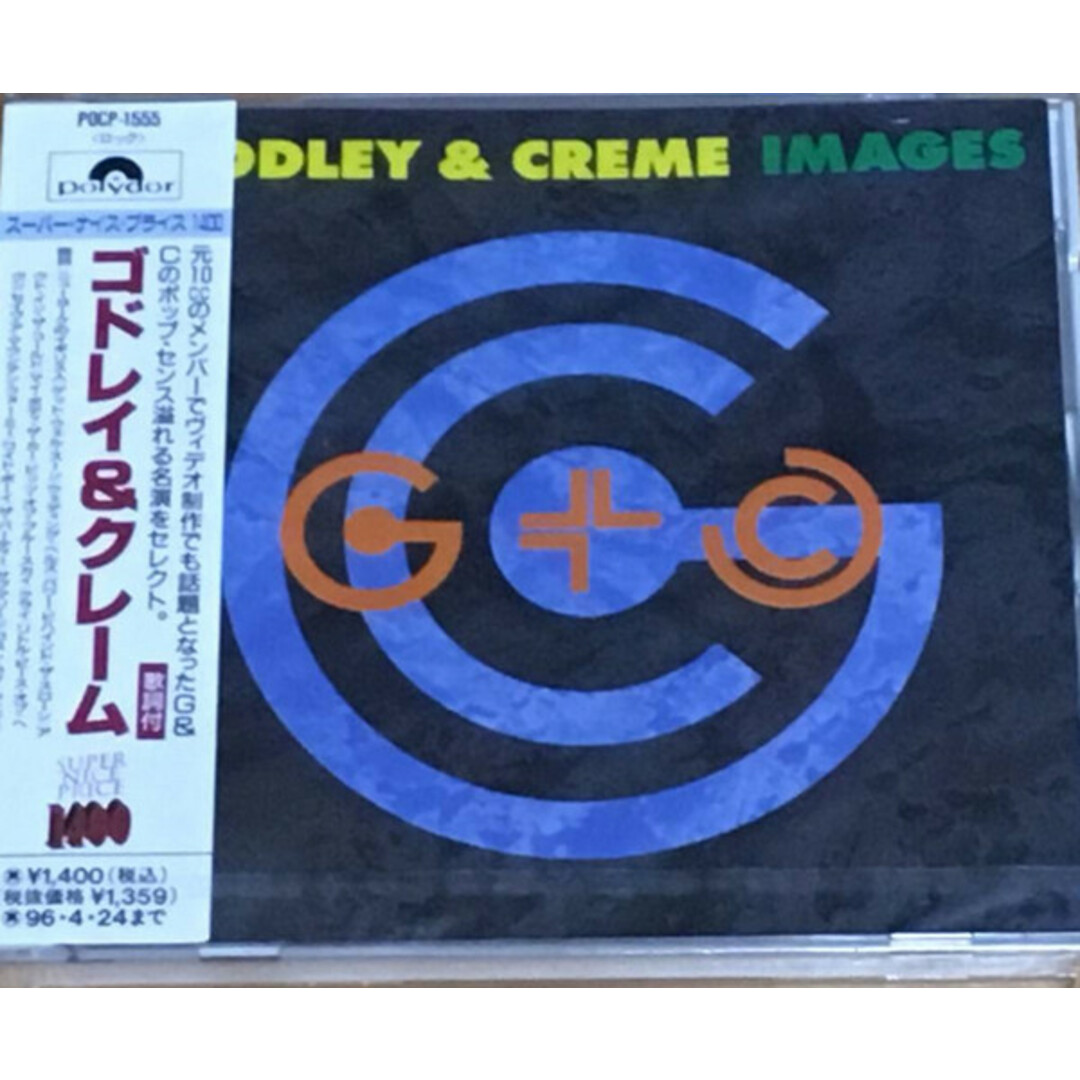 POCP-1555
<ロック>
polydor
スーパー・ナイス・プライス 1400
元10ccのメンバーでヴィデオ制作でも話題となったG&
Cのポップ・センス溢れる名演をセレクト。
ゴドレイ&クレーム
歌詞付
SUPER
NICE
PRICE
1400
¥1,400(税込)
税抜価格 ¥1,359)
96・4・24まで
ODLEY & CREME IMAGES
G + C